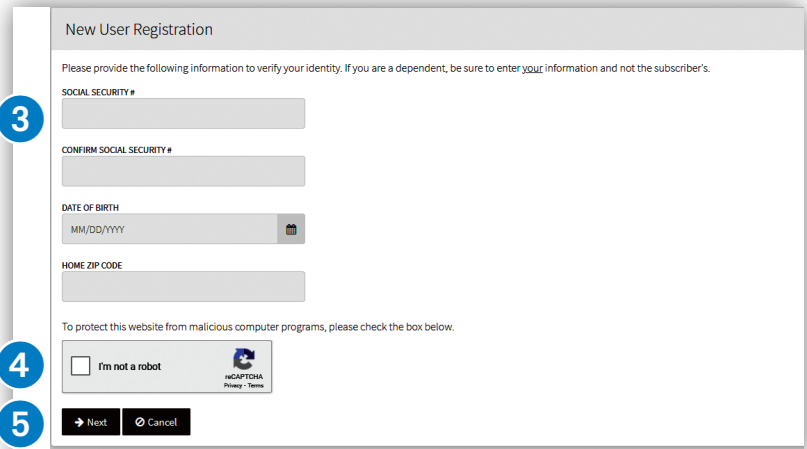 New User Registration
Please provide the following information to verify your identity. If you are a dependent, be sure to enter your information and not the subscriber's.
SOCIAL SECURITY #
3
CONFIRM SOCIAL SECURITY #
DATE OF BIRTH
MM/DD/YYYY
HOME ZIP CODE
To protect this website from malicious computer programs, please check the box below.
4
I'm not a robot
reCAPTCHA
Privacy - Terms
5
Next
Cancel